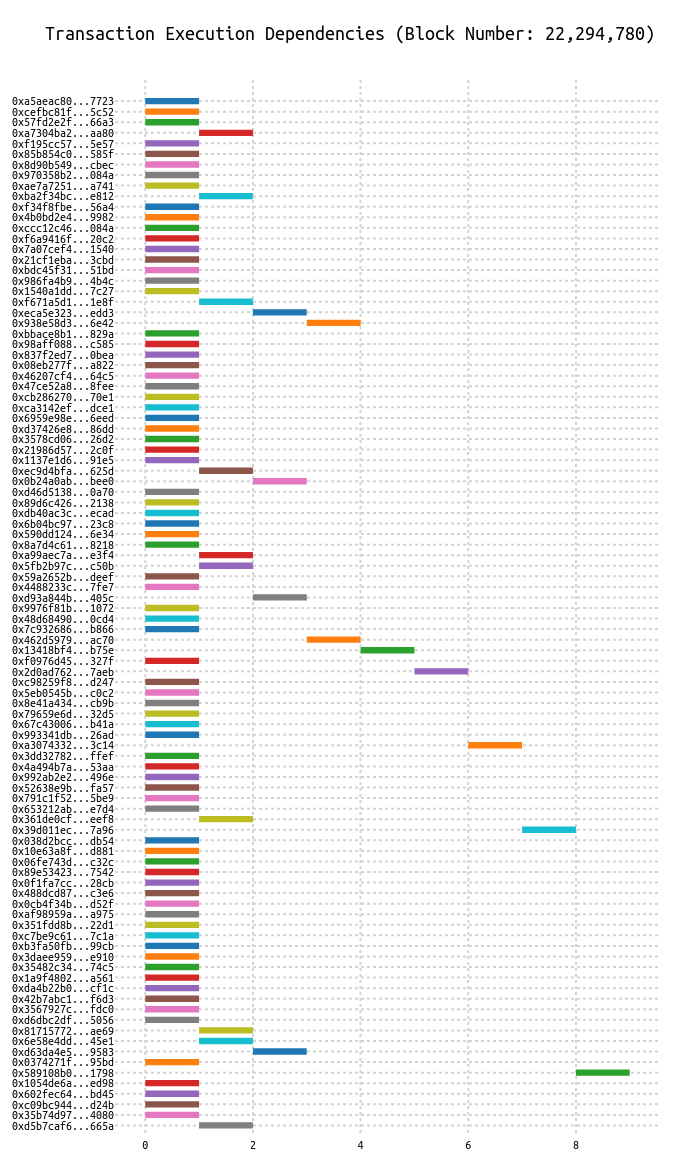 Transaction Execution Dependencies (Block Number: 22,294,780)
0xa5aeac80...7723
0xcefbc81f...5c52
0x57fd2e2f...66a3
0xa7304ba2...aa80
0xf195cc57...5e57
0x85b854c0...585f
0x8d90b549...cbec
0x970358b2...084a
0xae7a7251...a741
0xba2f34bc...e812
0xf34f8fbe...56a4
0x4b0bd2e4...9982
0xccc12c46...084a
0xf6a9416f...20c2
0x7a07cef4...1540
0x21cf1eba...3cbd
0xbdc45f31...51bd
0x986fa4b9...4b4c
0x1540a1dd...7c27
0xf671a5d1...1e8f
0xeca5e323...edd3
0x938e58d3...6e42
0xbbace8b1...829a
0x98aff088...c585
0x837f2ed7...0bea
0x08eb277f...a822
0x46207cf4...64c5
0x47ce52a8...8fee
0xcb286270...70e1
0xca3142ef...dce1
0x6959e98e...6eed
0xd37426e8...86dd
0x3578cd06...26d2
0x21986d57...2c0f
0x1137e1d6...91e5
0xec9d4bfa...625d
0x0b24a0ab...bee0
0xd46d5138...0a70
0x89d6c426...2138
0xdb40ac3c...ecad
0x6b04bc97...23c8
0x590dd124...6e34
0x8a7d4c61...8218
0xa99aec7a...e3f4
0x5fb2b97c...c50b
0x59a2652b...deef
0x4488233c...7fe7
0xd93a844b...405c
0x9976f81b...1072
0x48d68490...0cd4
0x7c932686...b866
0x462d5979...ac70
0x13418bf4...b75e
0xf0976d45...327f
0x2d0ad762...7aeb
0xc98259f8...d247
0x5eb0545b...c0c2
0x8e41a434...cb9b
0x79659e6d...32d5
0x67c43006...b41a
0x993341db...26ad
0xa3074332...3c14
0x3dd32782...ffef
0x4a494b7a...53aa
0x992ab2e2...496e
0x52638e9b...fa57
0x791c1f52...5be9
0x653212ab...e7d4
0x361de0cf...eef8
0x39d011ec...7a96
0x038d2bcc...db54
0x10e63a8f...d881
0x06fe743d...c32c
0x89e53423...7542
0x0f1fa7cc...28cb
0x488dcd87...c3e6
0x0cb4f34b...d52f
0xaf98959a...a975
0x351fdd8b...22d1
0xc7be9c61...7c1a
0xb3fa50fb...99cb
0x3daee959...e910
0x35482c34...74c5
0x1a9f4802...a561
0xda4b22b0...cf1c
0x42b7abc1...f6d3
0x3567927c...fdc0
0xd6dbc2df...5056
0x81715772...ae69
0x6e58e4dd...45e1
0xd63da4e5...9583
0x0374271f...95bd
0x589108b0...1798
0x1054de6a...ed98
0x602fec64...bd45
0xc09bc944...d24b
0x35b74d97...4080
0xd5b7caf6...665a
0 2 4 6 8